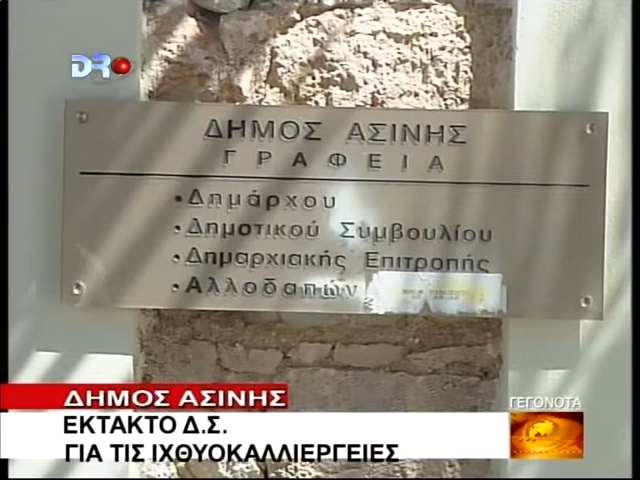 DRO
ΔΗΜΟΣ ΑΣΙΝΗΣ
ΓΡΑΦΕΙΑ
• Δημάρχου
• Δημοτικού Συμβουλίου
• Δημαρχιακής Επιτροπής
• Αλλοδαπών
ΔΗΜΟΣ ΑΣΙΝΗΣ
ΕΚΤΑΚΤΟ Δ.Σ.
ΓΙΑ ΤΙΣ ΙΧΘΥΟΚΑΛΛΙΕΡΓΕΙΕΣ
ΓΕΓΟΝΟΤΑ